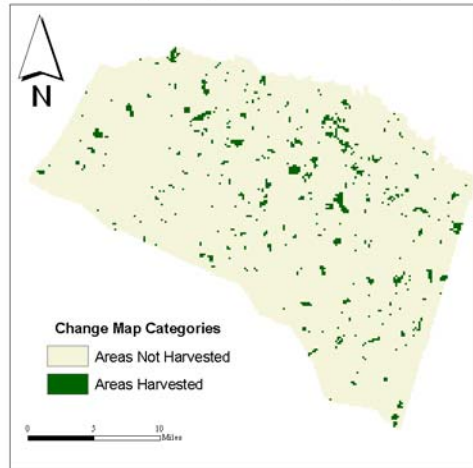 N
Change Map Categories
Areas Not Harvested
Areas Harvested
0 5 10
Miles